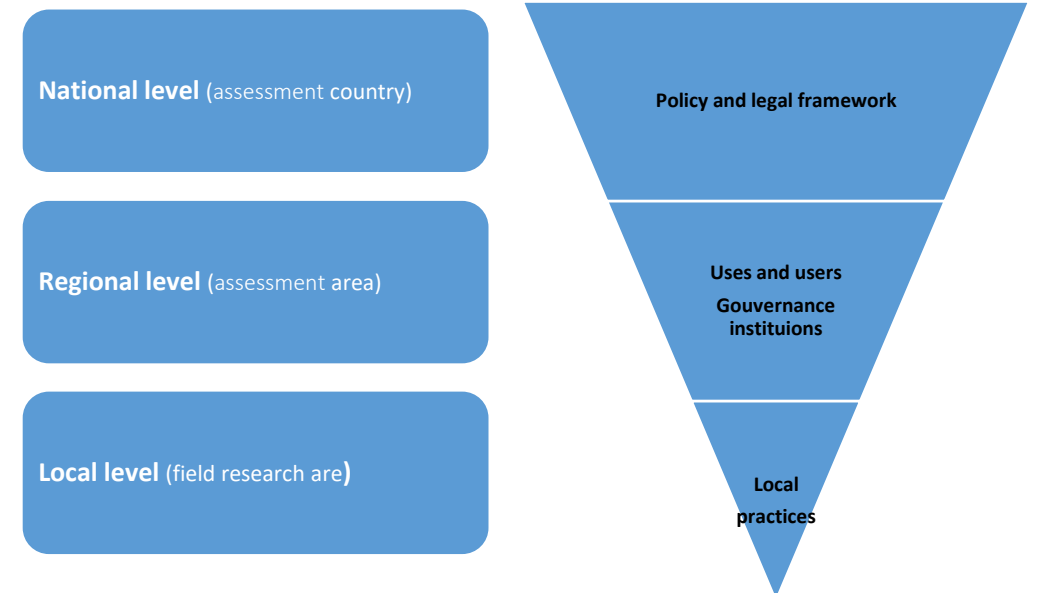 National level (assessment country)
Policy and legal framework
Regional level (assessment area)
Uses and users
Gouvernance
instituions
Local level (field research are)
Local
practices